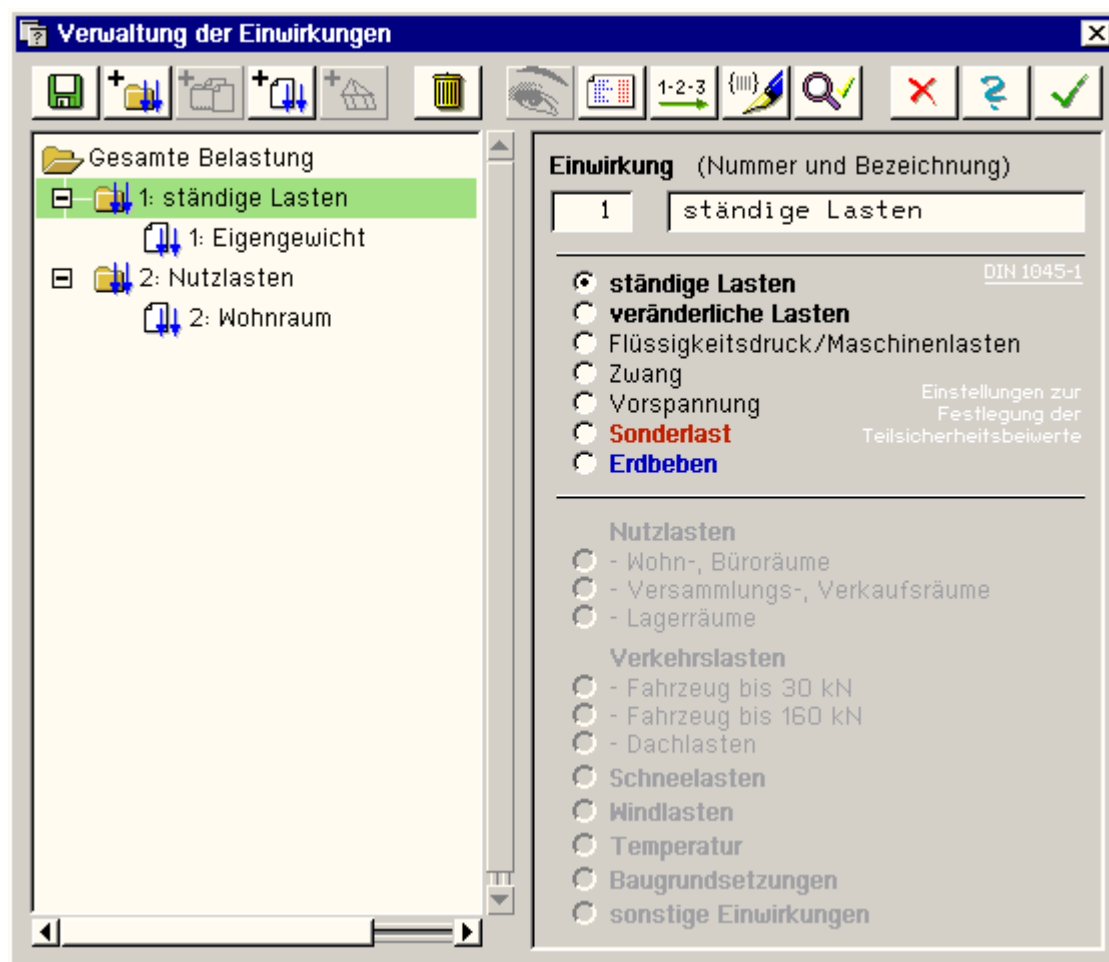 Verwaltung der Einwirkungen
1-2-3
Gesamte Belastung
1: ständige Lasten
1: Eigengewicht
2: Nutzlasten
2: Wohnraum
Einwirkung (Nummer und Bezeichnung)
1 ständige Lasten
DIN 1045-1
ständige Lasten
veränderliche Lasten
Flüssigkeitsdruck/Maschinenlasten
Zwang
Vorspannung
Sonderlast
Erdbeben
Einstellungen zur
Festlegung der
Teilsicherheitsbeiwerte
Nutzlasten
- Wohn-, Büroräume
- Versammlungs-, Verkaufsräume
- Lagerräume
Verkehrslasten
- Fahrzeug bis 30 kN
- Fahrzeug bis 160 kN
- Dachlasten
Schneelasten
Windlasten
Temperatur
Baugrundsetzungen
sonstige Einwirkungen